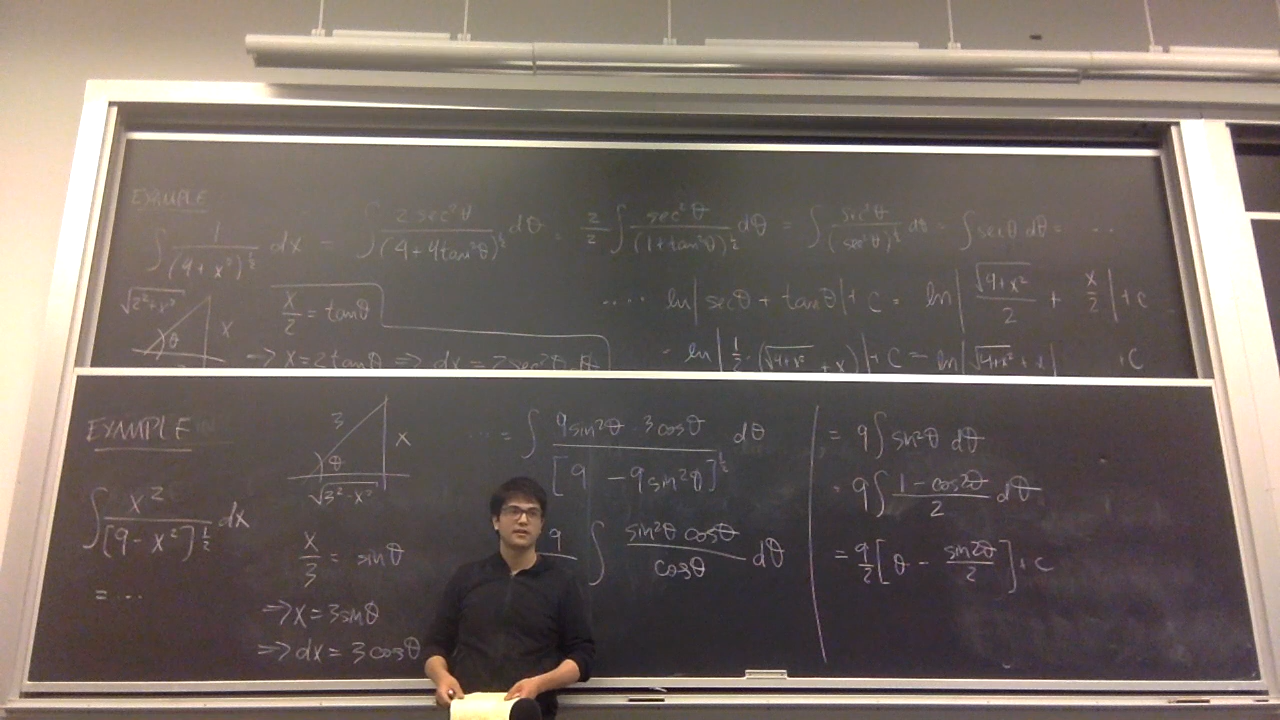 EXAMPLE
∫ 1/(4+x²)^½ dx = ∫ 2sec²θ/(4+4tan²θ)^½ dθ = 2/2 ∫ sec²θ/(1+tan²θ)^½ dθ = ∫ sec²θ/(sec²θ)^½ dθ = ∫ secθ dθ = ...
√2²+x² x θ
x/2 = tanθ
⇒ x = 2tanθ ⇒ dx = 2sec²θ dθ
.... ln|secθ + tanθ| + C = ln|√4+x²/2 + x/2| + C
= ln|½·(√4+x² + x)| + C = ln|√4+x² + x| + C
EXAMPLE
∫ x²/[9-x²]^½ dx
= ...
3 x θ √3²-x²
x/3 = sinθ
⇒ x = 3sinθ
⇒ dx = 3cosθ
... = ∫ 9sin²θ · 3cosθ/[9 - 9sin²θ]^½ dθ
9 ∫ sin²θ cosθ/cosθ dθ
= 9∫ sin²θ dθ
= 9∫ 1-cos2θ/2 dθ
= 9/2 [θ - sin2θ/2] + C